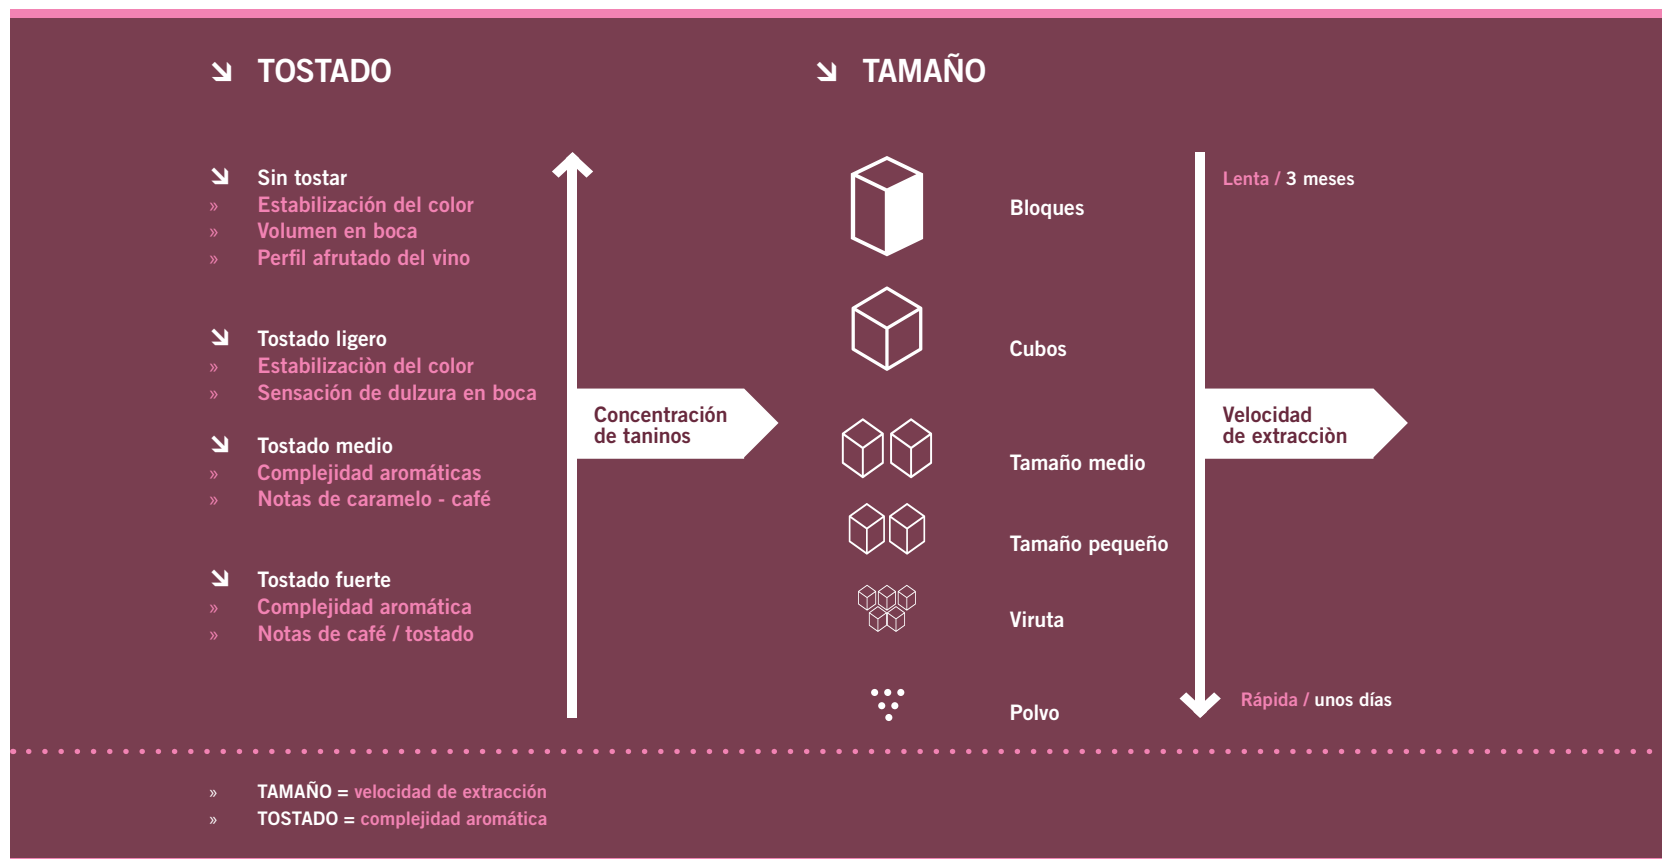 TOSTADO
Sin tostar
» Estabilización del color
» Volumen en boca
» Perfil afrutado del vino
Tostado ligero
» Estabilizaciòn del color
» Sensación de dulzura en boca
Tostado medio
» Complejidad aromáticas
» Notas de caramelo - café
Tostado fuerte
» Complejidad aromática
» Notas de café / tostado
Concentración
de taninos
TAMAÑO
Bloques
Cubos
Tamaño medio
Tamaño pequeño
Viruta
Polvo
Lenta / 3 meses
Velocidad
de extracciòn
Rápida / unos días
» TAMAÑO = velocidad de extracción
» TOSTADO = complejidad aromática